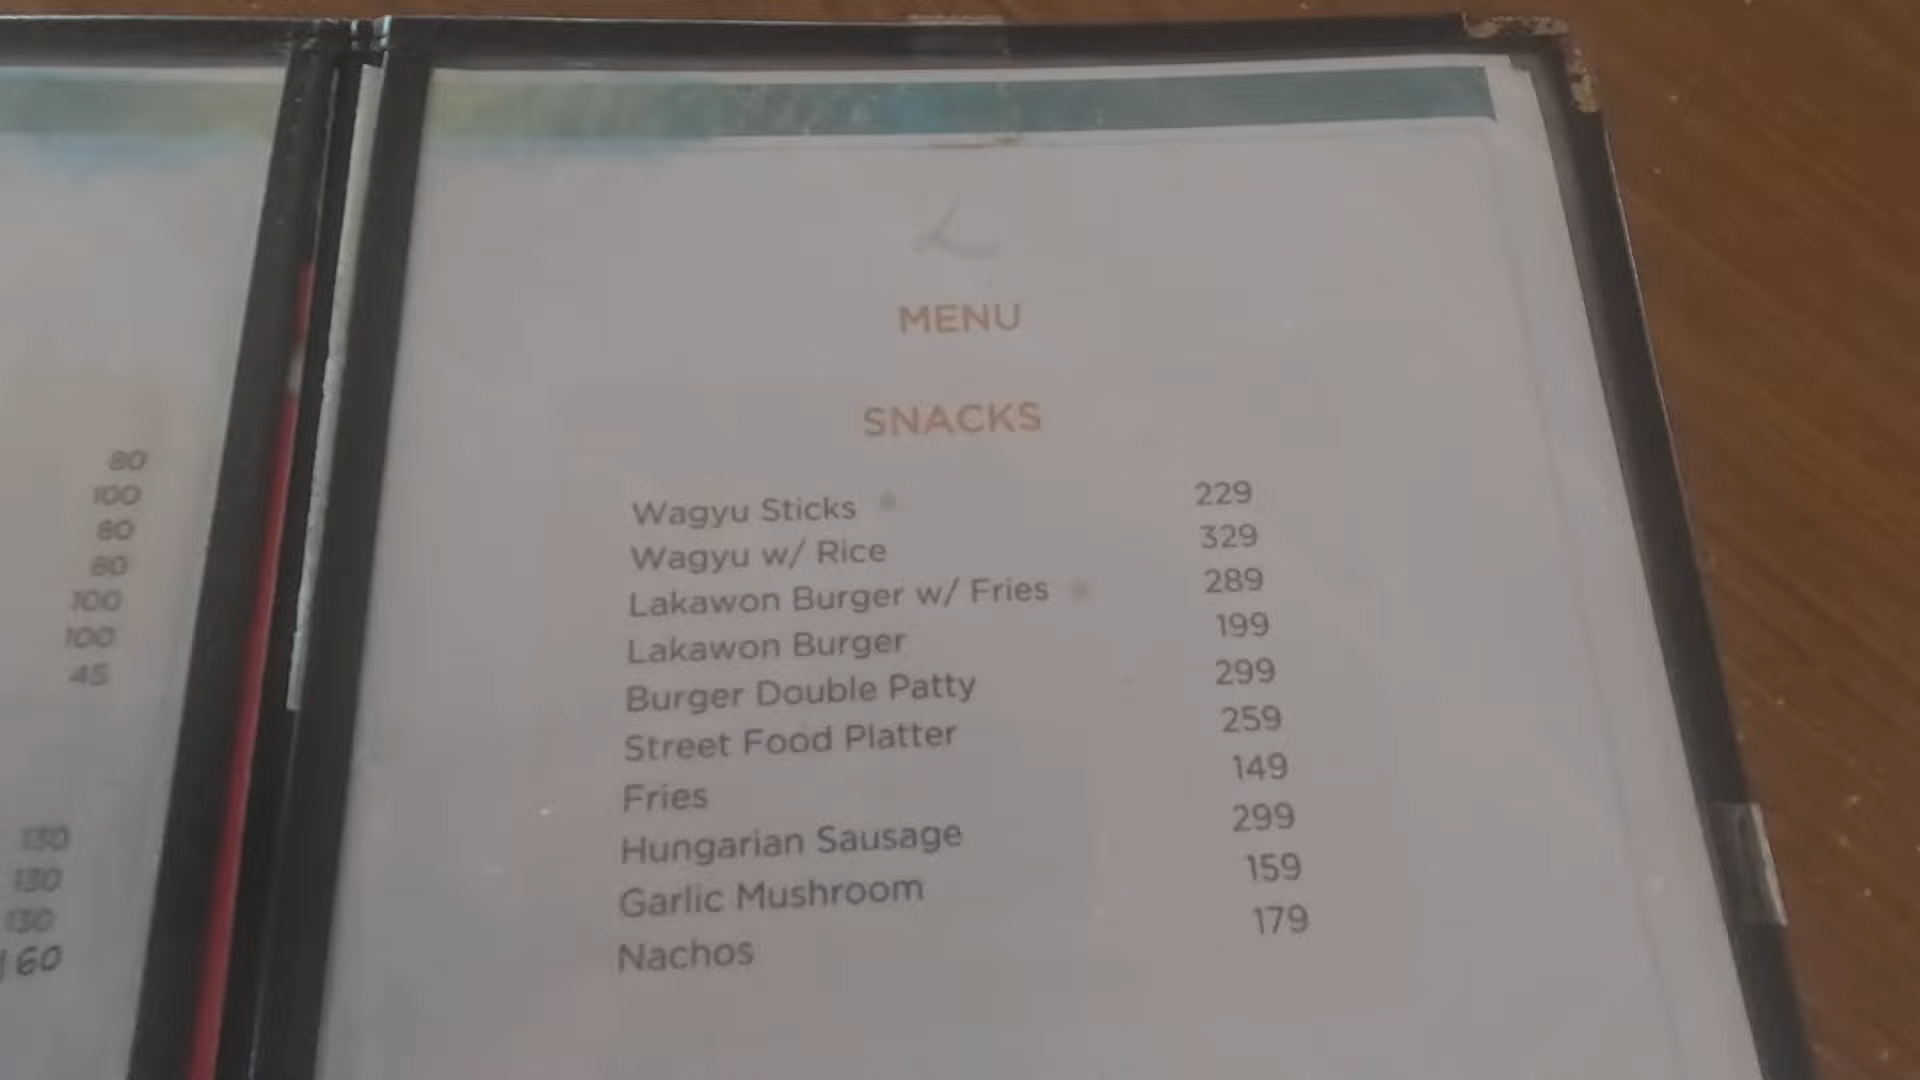 80
100
80
80
100
100
45
130
130
130
160
L
MENU
SNACKS
Wagyu Sticks 229
Wagyu w/ Rice 329
Lakawon Burger w/ Fries 289
Lakawon Burger 199
Burger Double Patty 299
Street Food Platter 259
Fries 149
Hungarian Sausage 299
Garlic Mushroom 159
Nachos 179